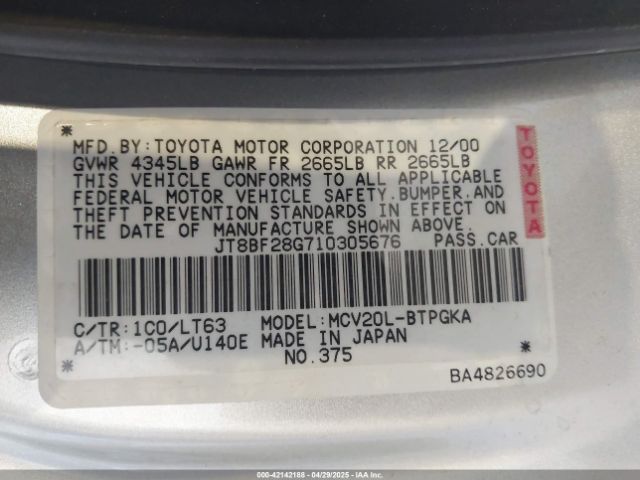 MFD.BY:TOYOTA MOTOR CORPORATION 12/00
GVWR 4345LB GAWR FR 2665LB RR 2665LB
THIS VEHICLE CONFORMS TO ALL APPLICABLE
FEDERAL MOTOR VEHICLE SAFETY.BUMPER.AND
THEFT PREVENTION STANDARDS IN EFFECT ON
THE DATE OF MANUFACTURE SHOWN ABOVE.
JT8BF28G710305676 PASS.CAR
TOYOTA
C/TR:1C0/LT63 MODEL:MCV20L-BTPGKA
A/TM:-05A/U140E MADE IN JAPAN
NO.375
BA4826690
000-42142188 - 04/29/2025 - IAAI.COM